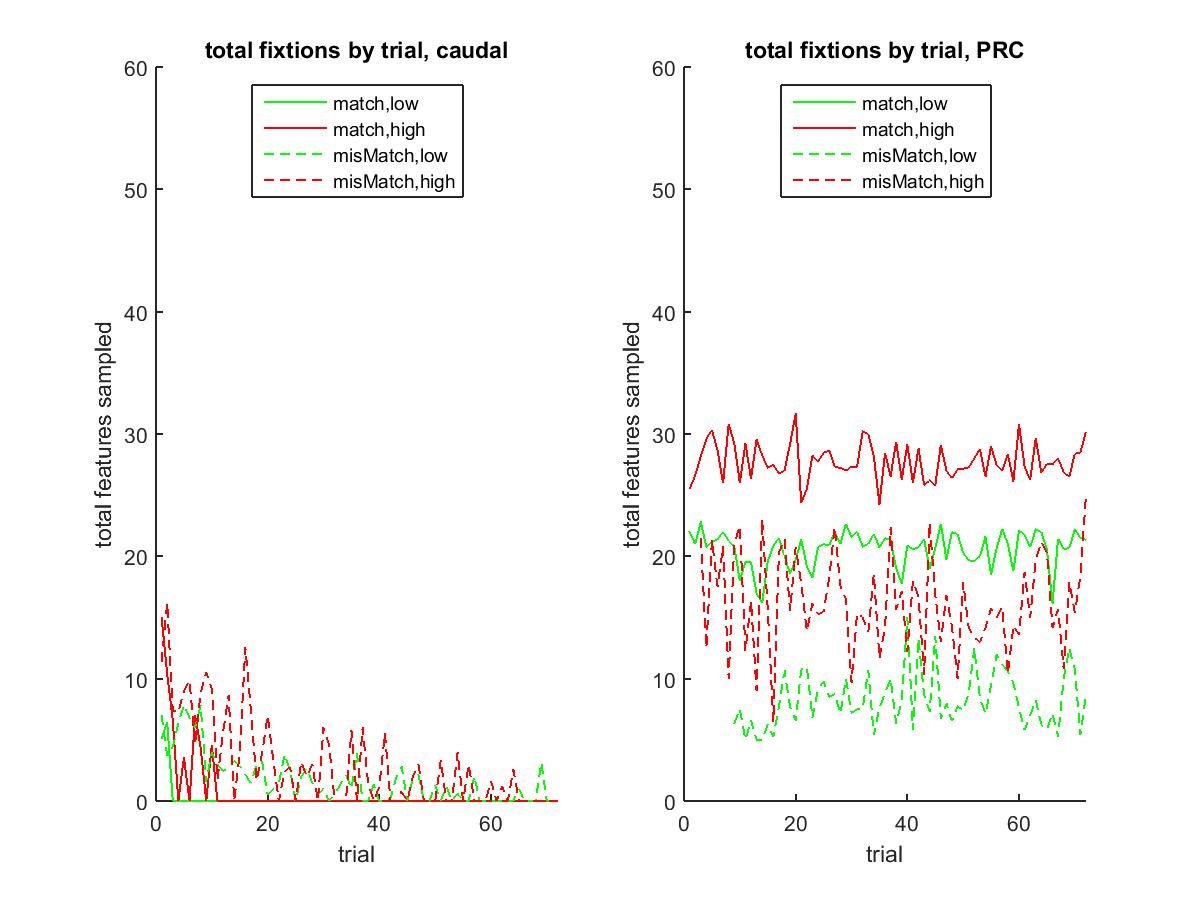 total fixtions by trial, caudal
60
50
40
30
20
10
0
total features sampled
match,low
match,high
misMatch,low
misMatch,high
0 20 40 60
trial
total fixtions by trial, PRC
60
50
40
30
20
10
0
total features sampled
match,low
match,high
misMatch,low
misMatch,high
0 20 40 60
trial